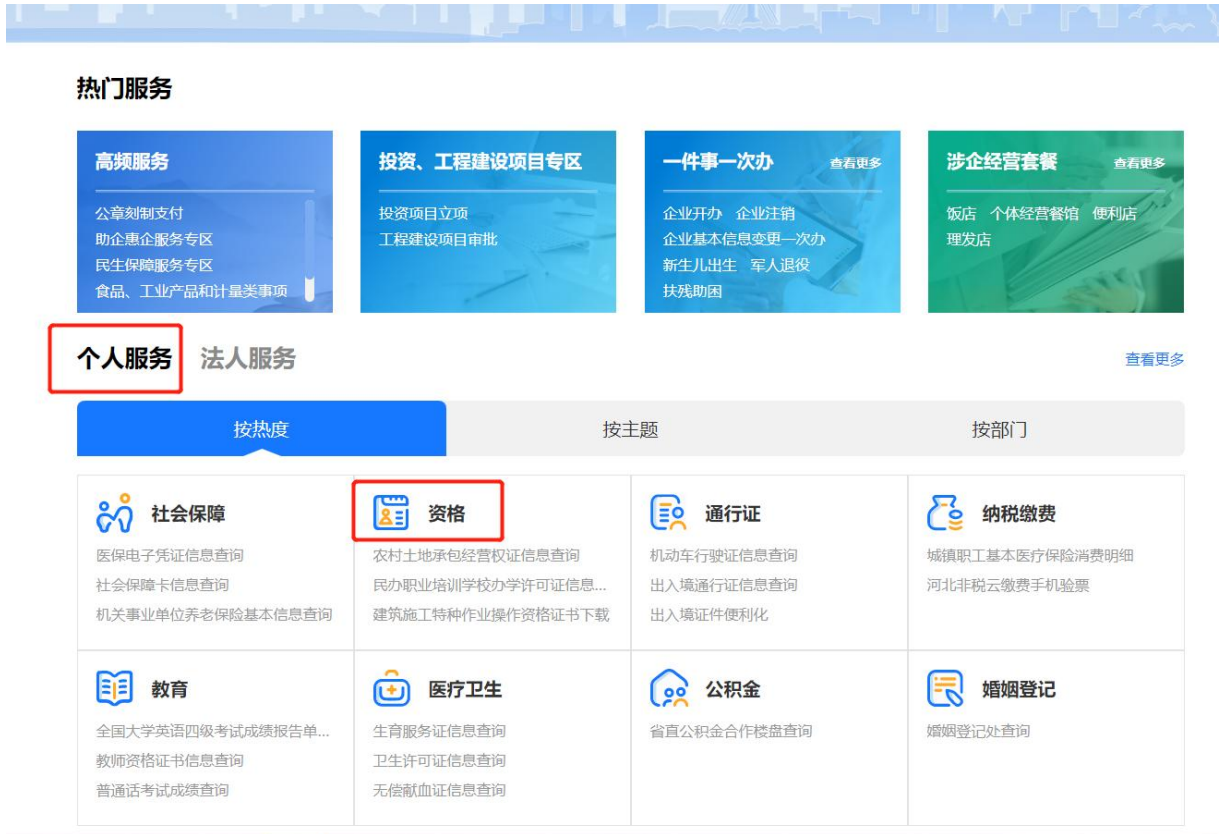 热门服务
高频服务
公章刻制支付
助企惠企服务专区
民生保障服务专区
食品、工业产品和计量类事项
投资、工程建设项目专区
投资项目立项
工程建设项目审批
一件事一次办 查看更多
企业开办 企业注销
企业基本信息变更一次办
新生儿出生 军人退役
扶残助困
涉企经营套餐 查看更多
饭店 个体经营餐馆 便利店
理发店
个人服务 法人服务 查看更多
按热度 按主题 按部门
社会保障
医保电子凭证信息查询
社会保障卡信息查询
机关事业单位养老保险基本信息查询
资格
农村土地承包经营权证信息查询
民办职业培训学校办学许可证信息...
建筑施工特种作业操作资格证书下载
通行证
机动车行驶证信息查询
出入境通行证信息查询
出入境证件便利化
纳税缴费
城镇职工基本医疗保险消费明细
河北非税云缴费手机验票
教育
全国大学英语四级考试成绩报告单...
教师资格证书信息查询
普通话考试成绩查询
医疗卫生
生育服务证信息查询
卫生许可证信息查询
无偿献血证信息查询
公积金
省直公积金合作楼盘查询
婚姻登记
婚姻登记处查询